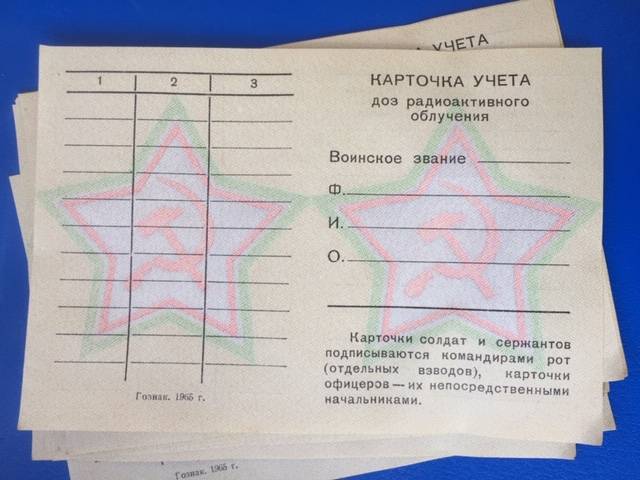 УЧЕТА
1 2 3
Гознак. 1965 г.
КАРТОЧКА УЧЕТА
доз радиоактивного
облучения
Воинское звание
Ф.
И.
О.
Карточки солдат и сержантов
подписываются командирами рот
(отдельных взводов), карточки
офицеров — их непосредственными
начальниками.
Гознак. 1965 г.